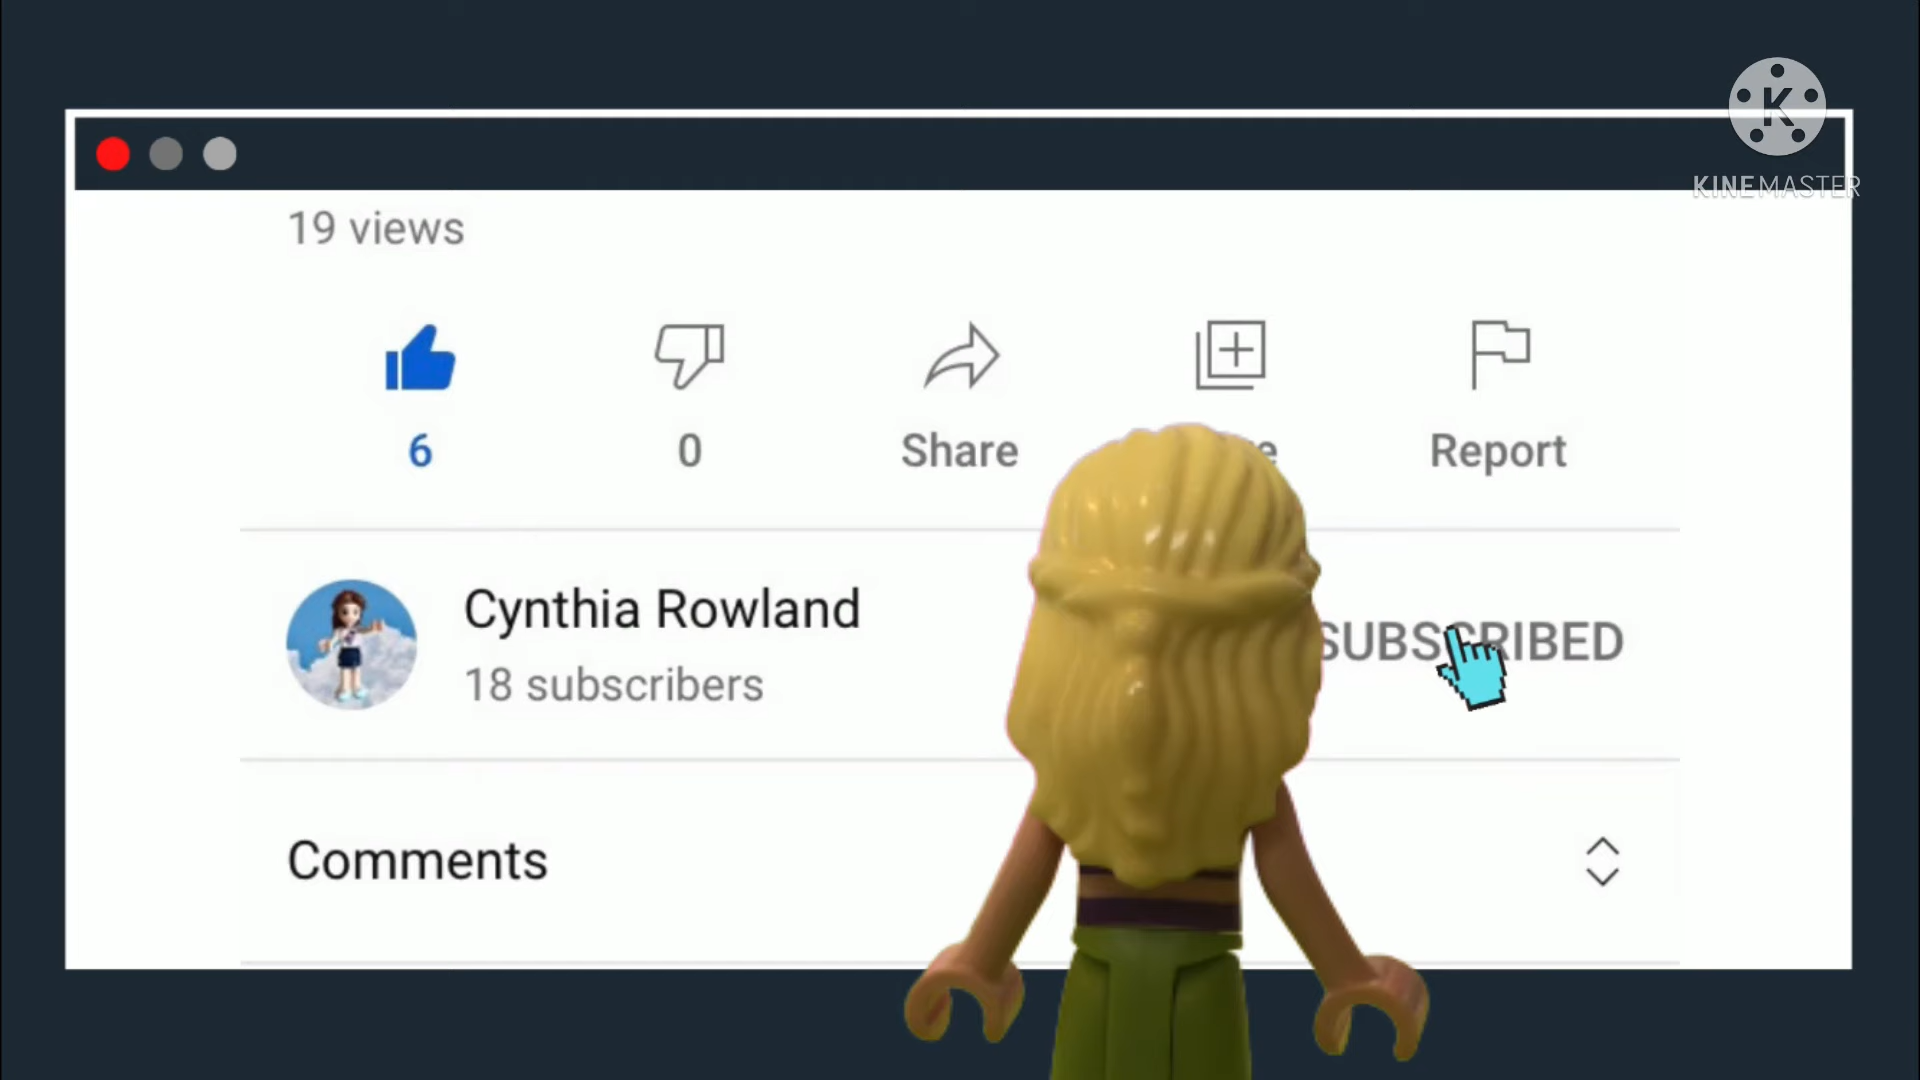 K
KINEMASTER
19 views
6
0
Share
Report
Cynthia Rowland
18 subscribers
SUBSCRIBED
Comments